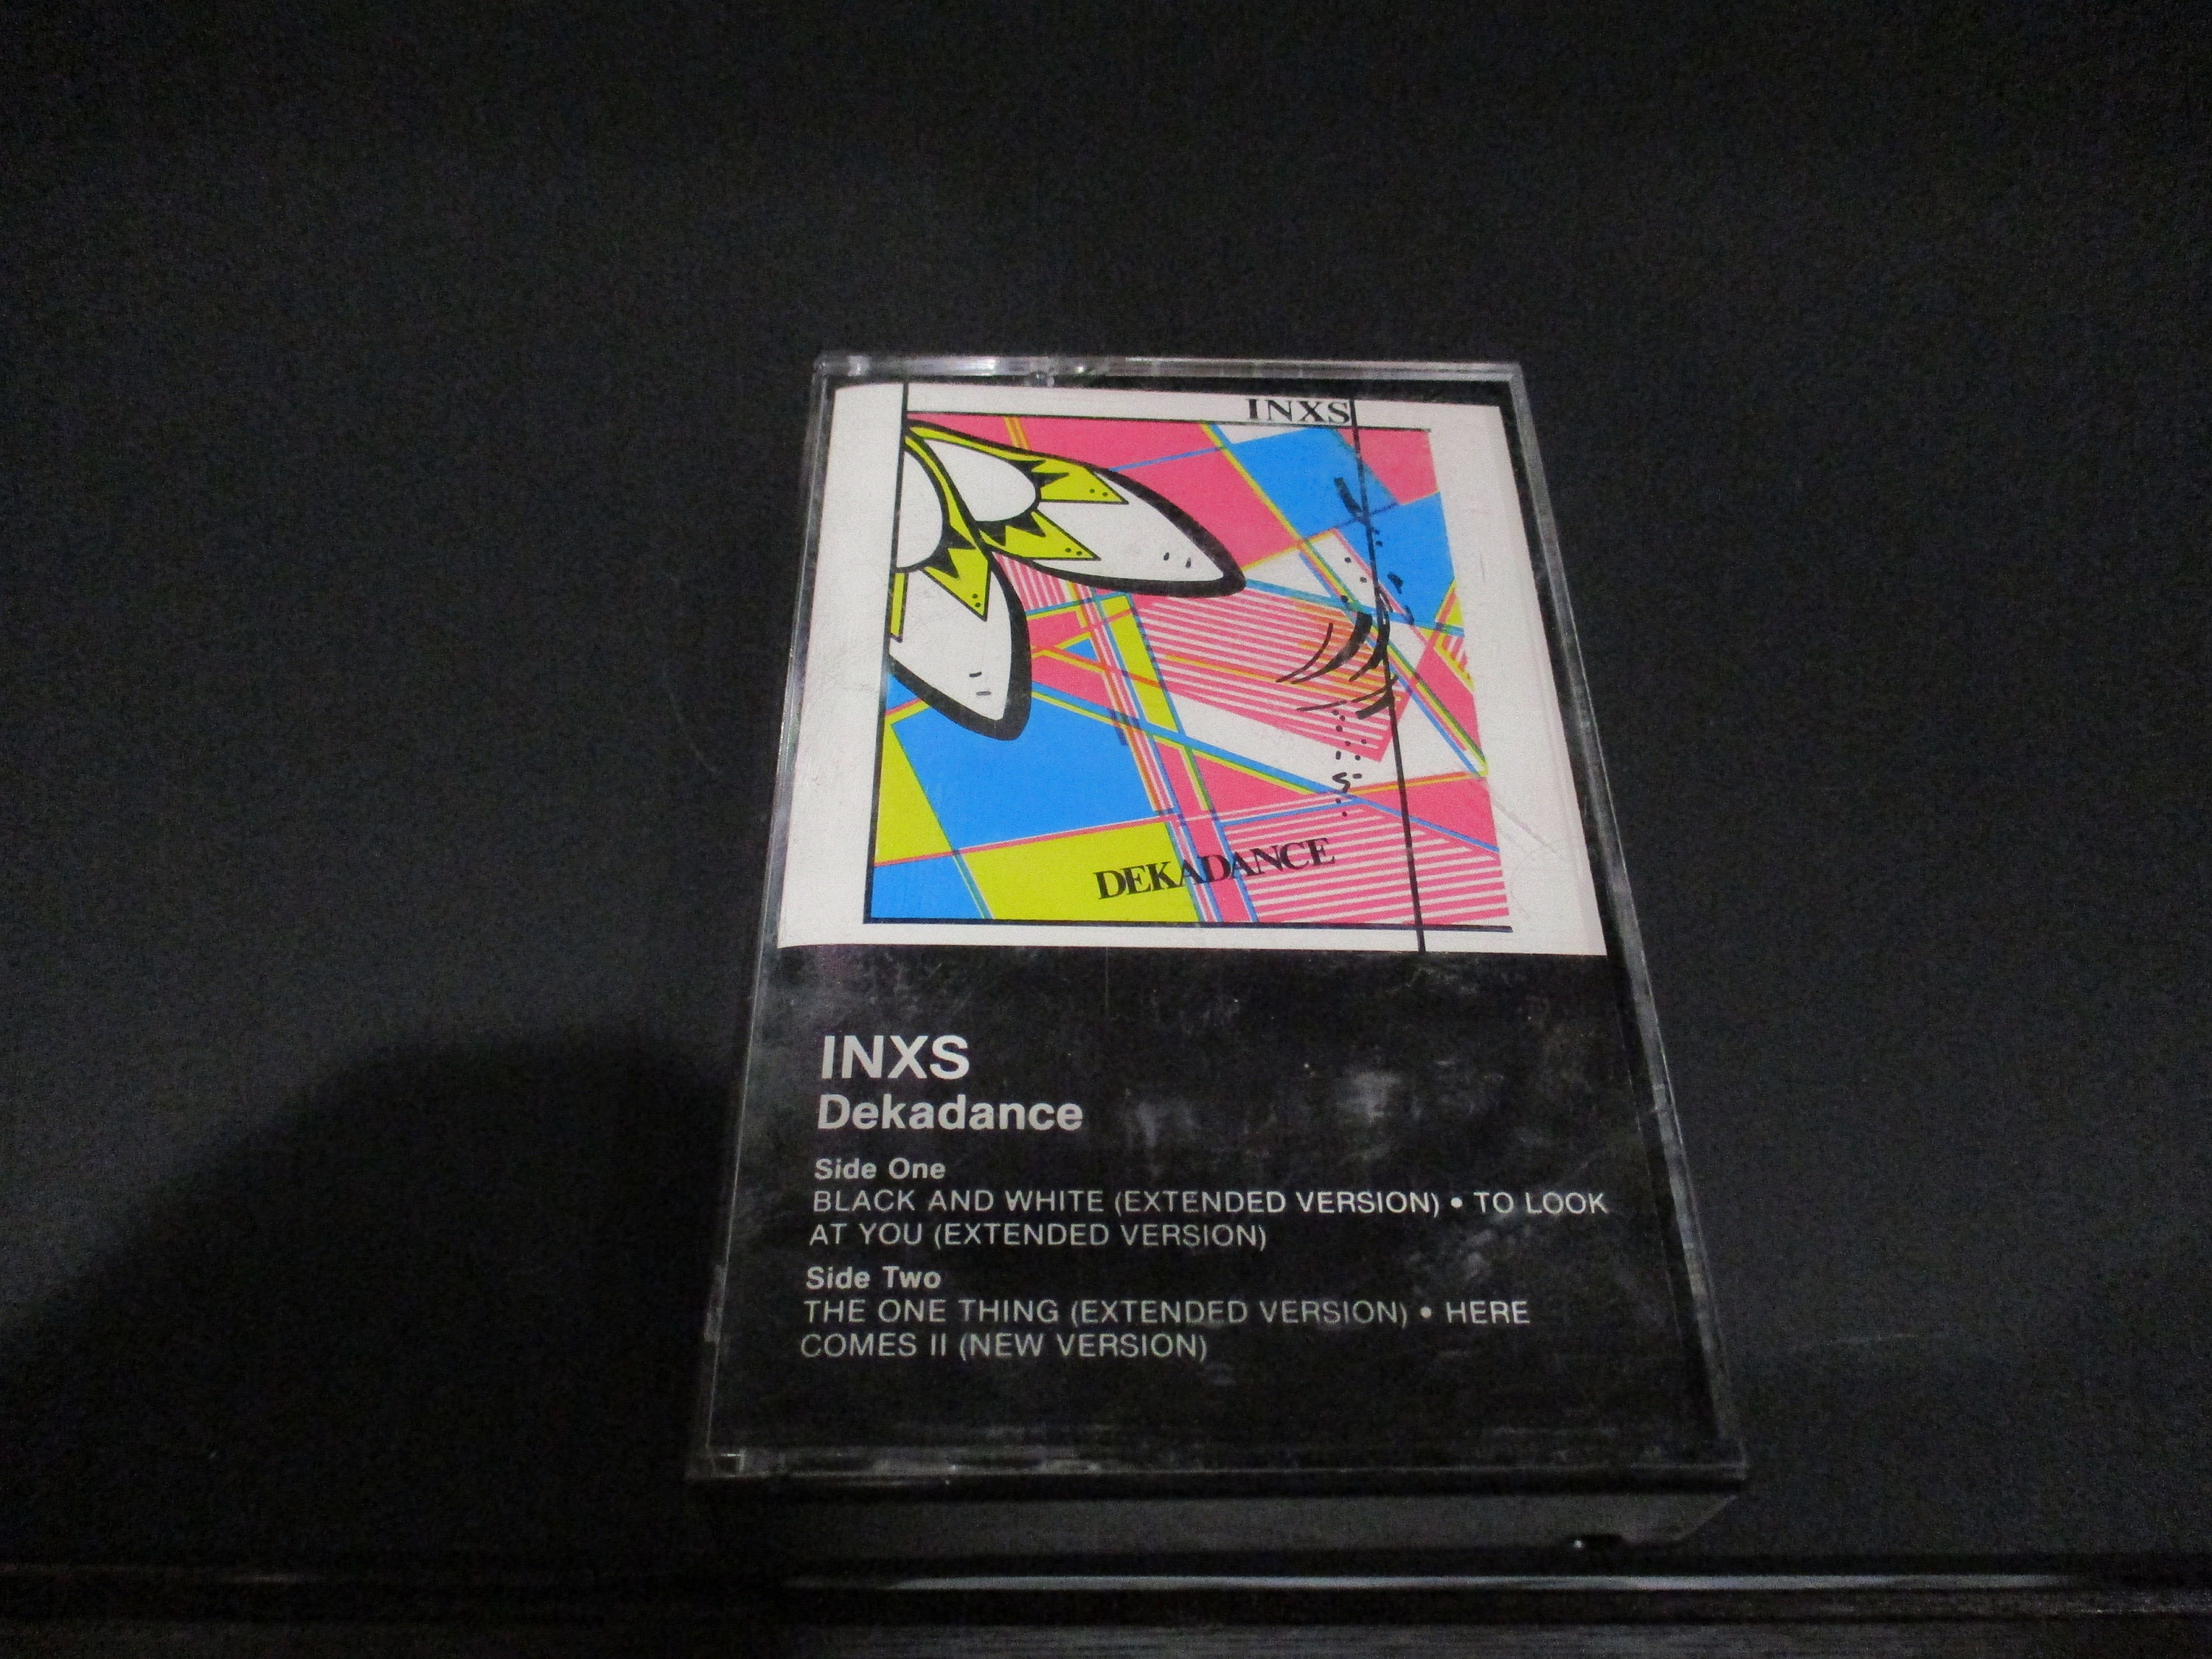 INXS
DEKADANCE
INXS
Dekadance
Side One
BLACK AND WHITE (EXTENDED VERSION) • TO LOOK
AT YOU (EXTENDED VERSION)
Side Two
THE ONE THING (EXTENDED VERSION) • HERE
COMES II (NEW VERSION)